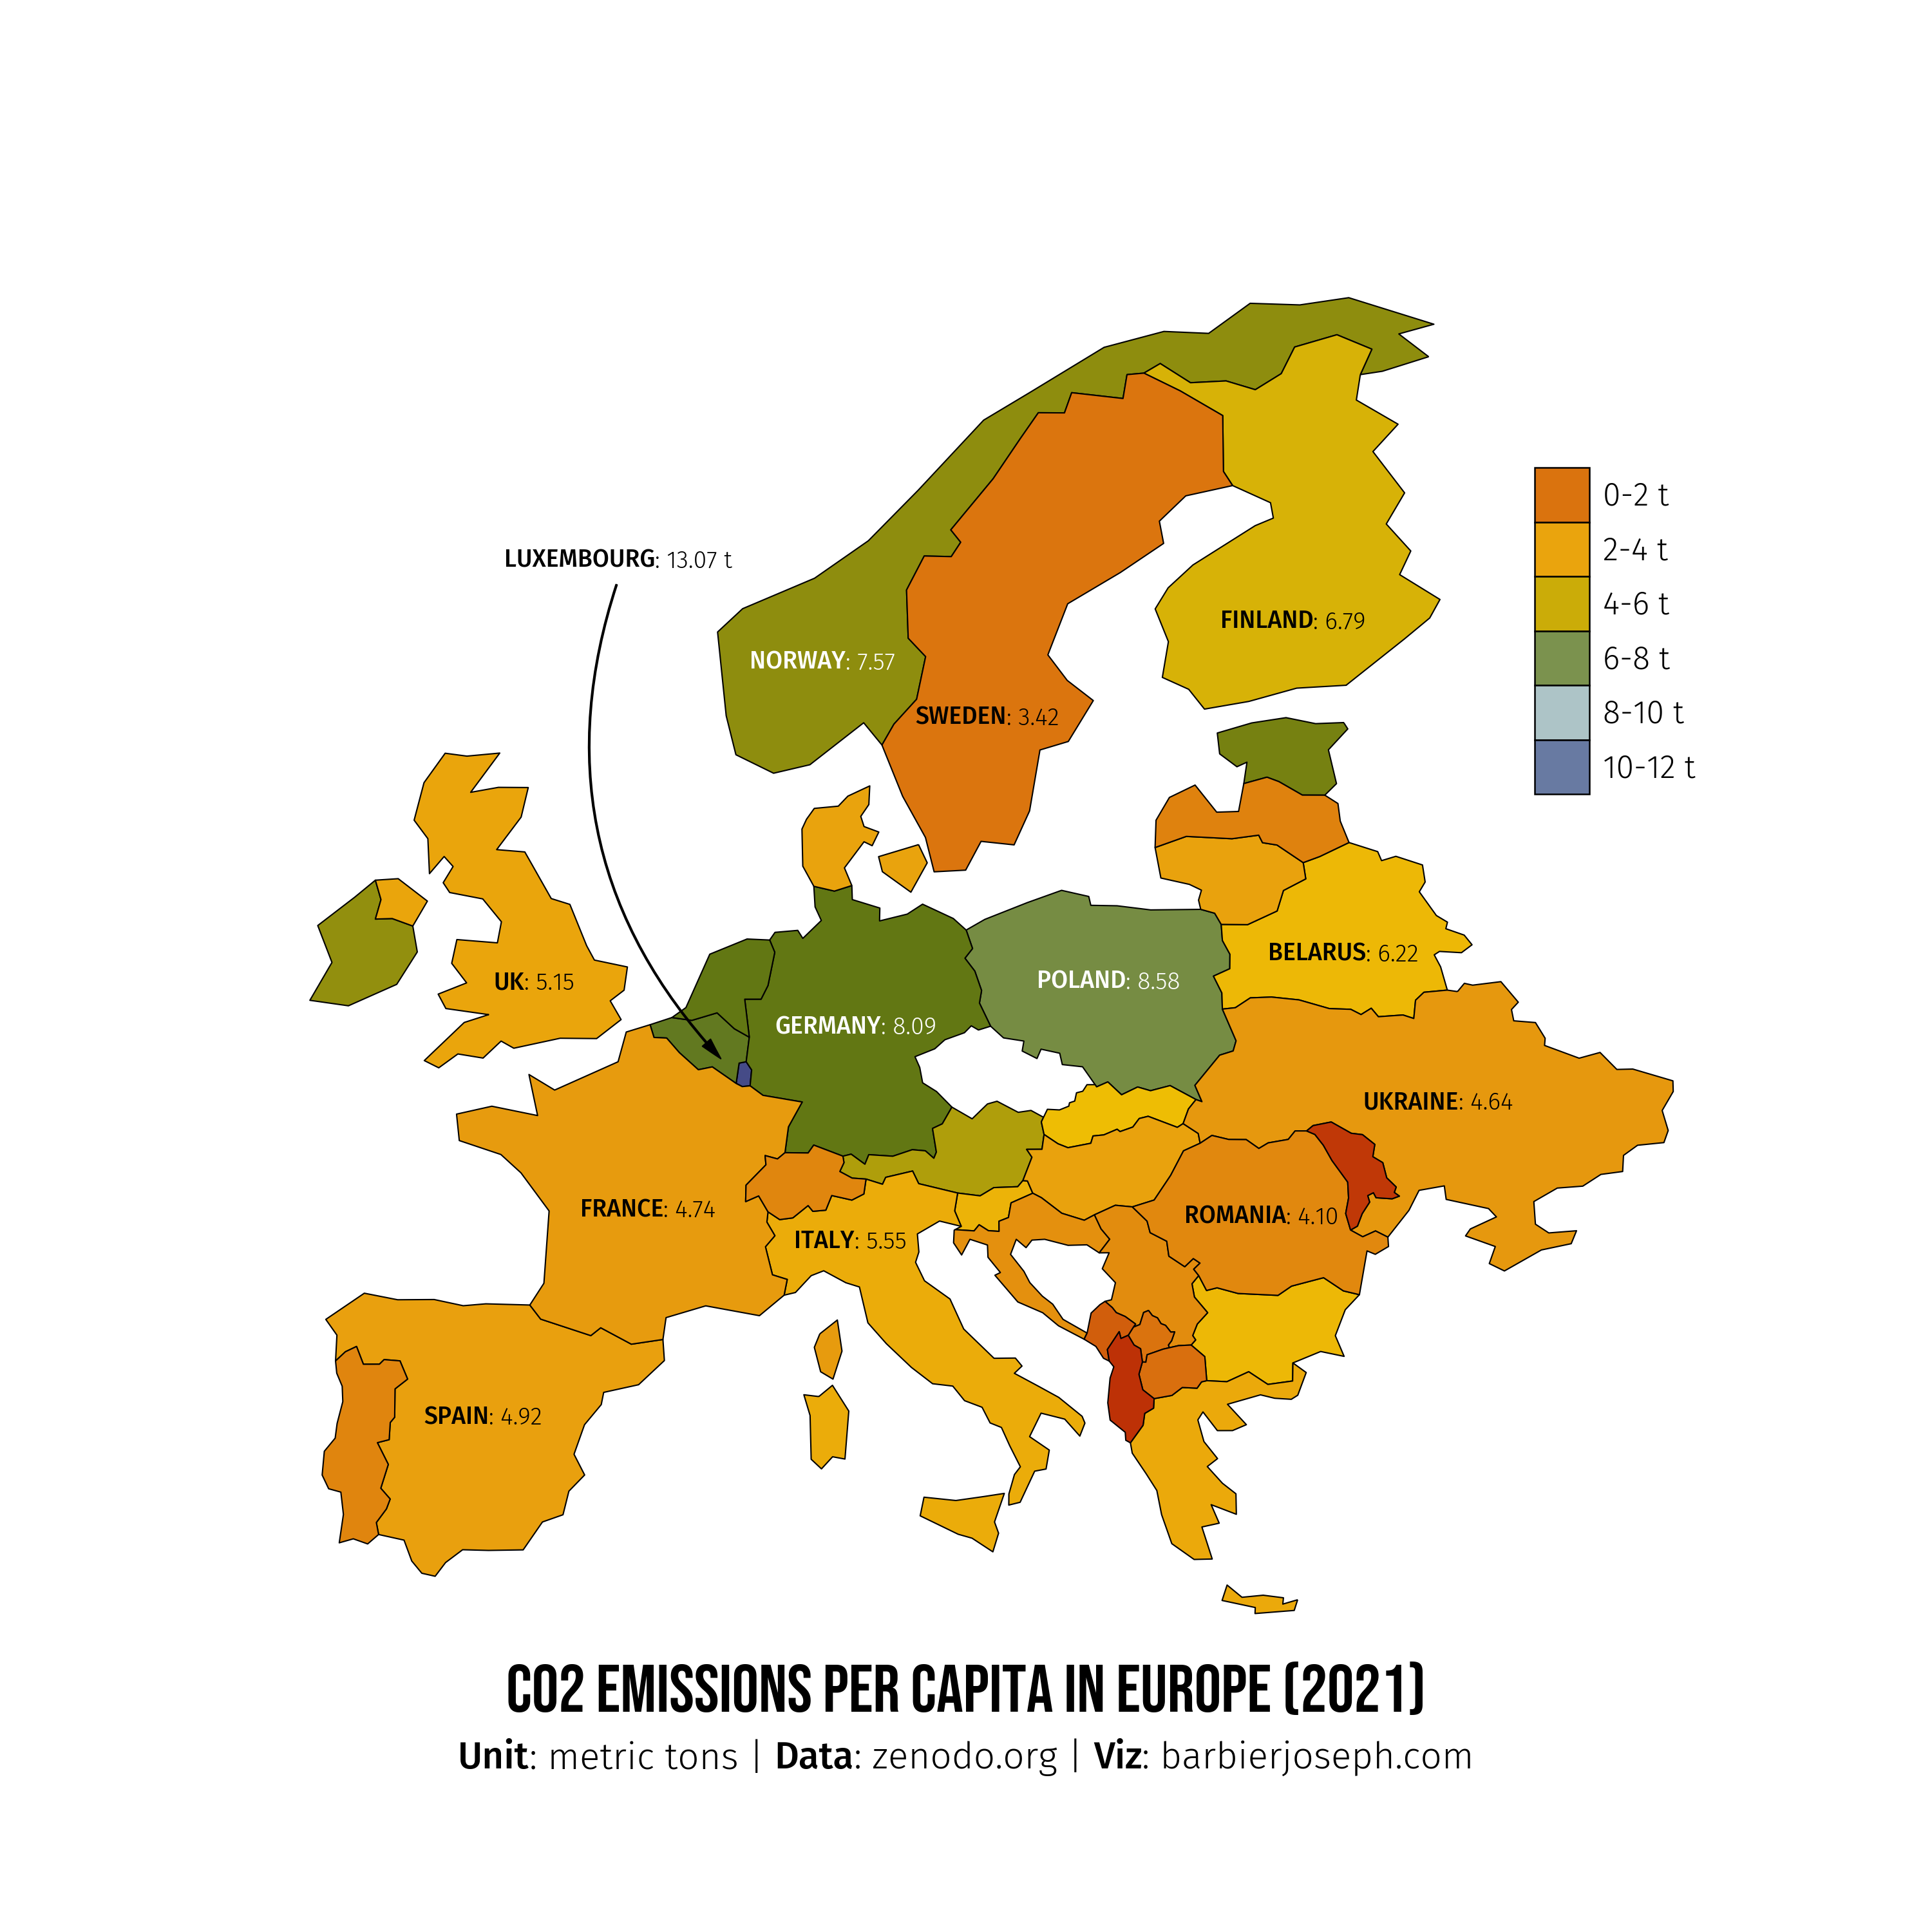 0-2 t
2-4 t
LUXEMBOURG: 13.07 t
4-6 t
FINLAND: 6.79
NORWAY: 7.57
6-8 t
SWEDEN: 3.42
8-10 t
10-12 t
BELARUS: 6.22
UK: 5.15
POLAND: 8.58
GERMANY: 8.09
UKRAINE: 4.64
FRANCE: 4.74
ROMANIA: 4.10
ITALY: 5.55
SPAIN: 4.92
CO2 EMISSIONS PER CAPITA IN EUROPE (2021)
Unit: metric tons | Data: zenodo.org | Viz: barbierjoseph.com